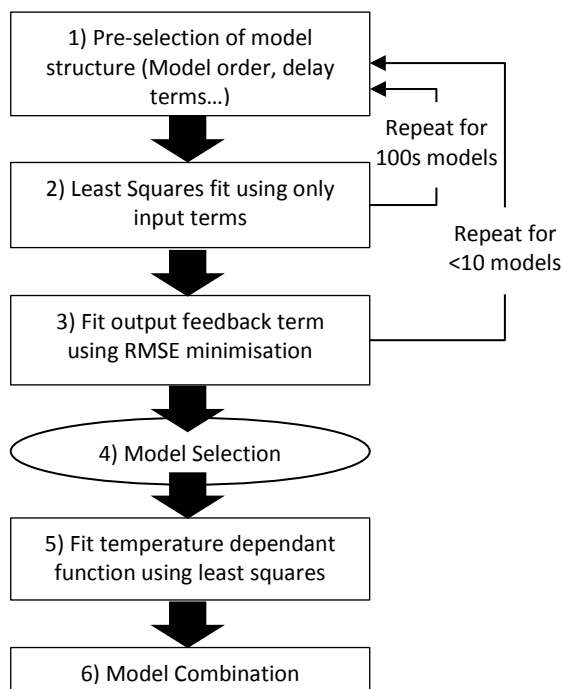 1) Pre-selection of model
structure (Model order, delay
terms…)
Repeat for
100s models
2) Least Squares fit using only
input terms
Repeat for
<10 models
3) Fit output feedback term
using RMSE minimisation
4) Model Selection
5) Fit temperature dependant
function using least squares
6) Model Combination